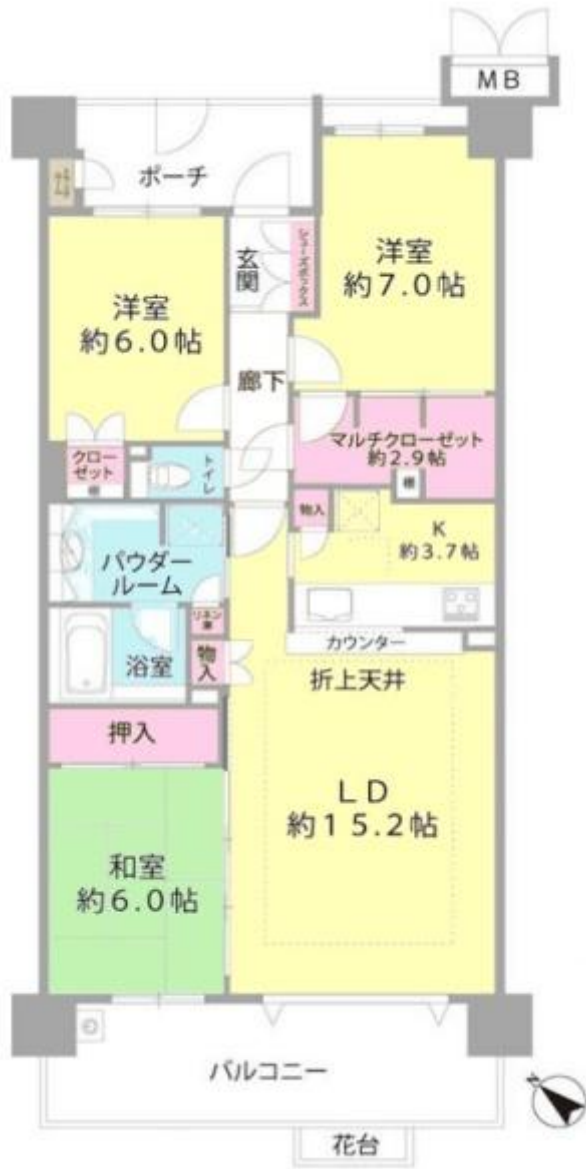 MB
ポーチ
洋室
約7.0帖
玄関
シューズボックス
洋室
約6.0帖
廊下
マルチクローゼット
約2.9帖
棚
クロー
ゼット
棚
トイレ
物入
K
約3.7帖
パウダー
ルーム
リネン庫
カウンター
浴室
物入
折上天井
押入
LD
約15.2帖
和室
約6.0帖
バルコニー
花台